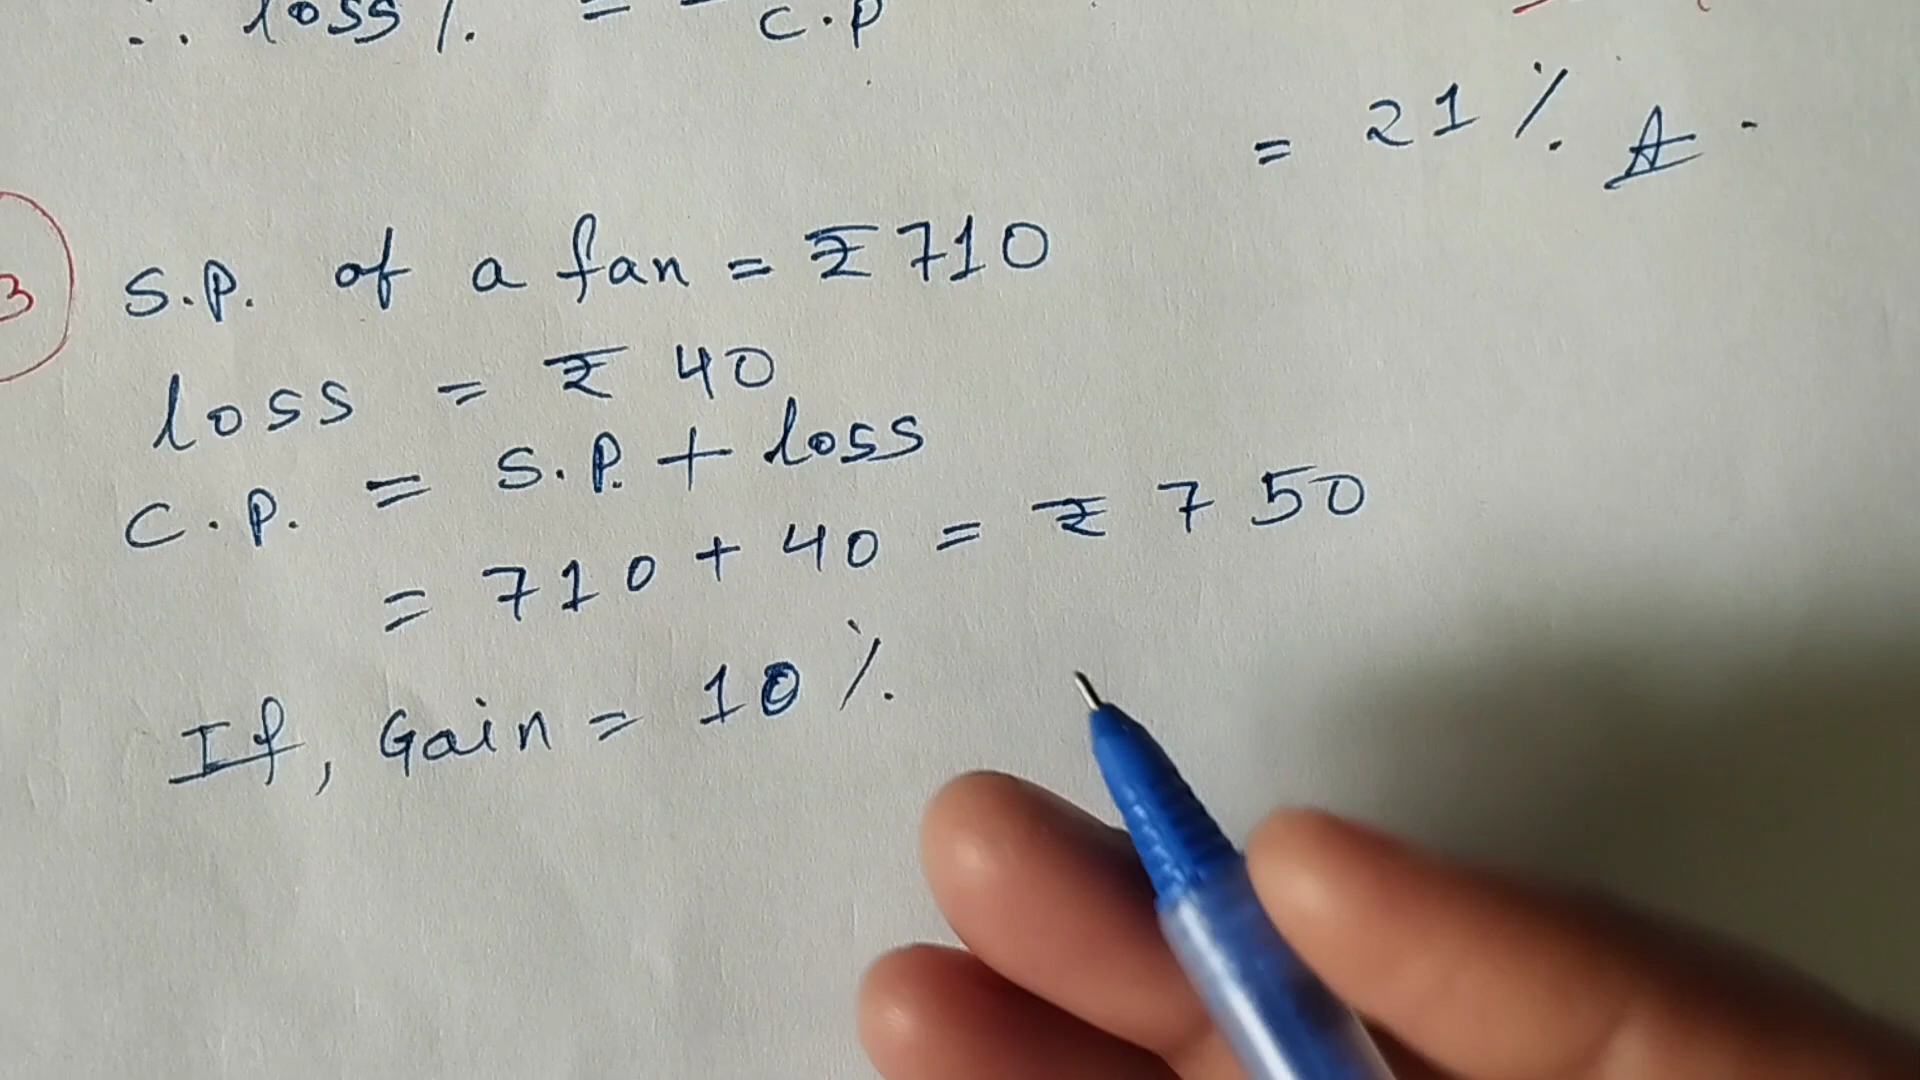 ∴ loss % = C.P
= 21 % A.
3 S.P. of a fan = ₹ 710
loss = ₹ 40
C.P. = S.P. + loss
= 710 + 40 = ₹ 750
If, Gain = 10 %